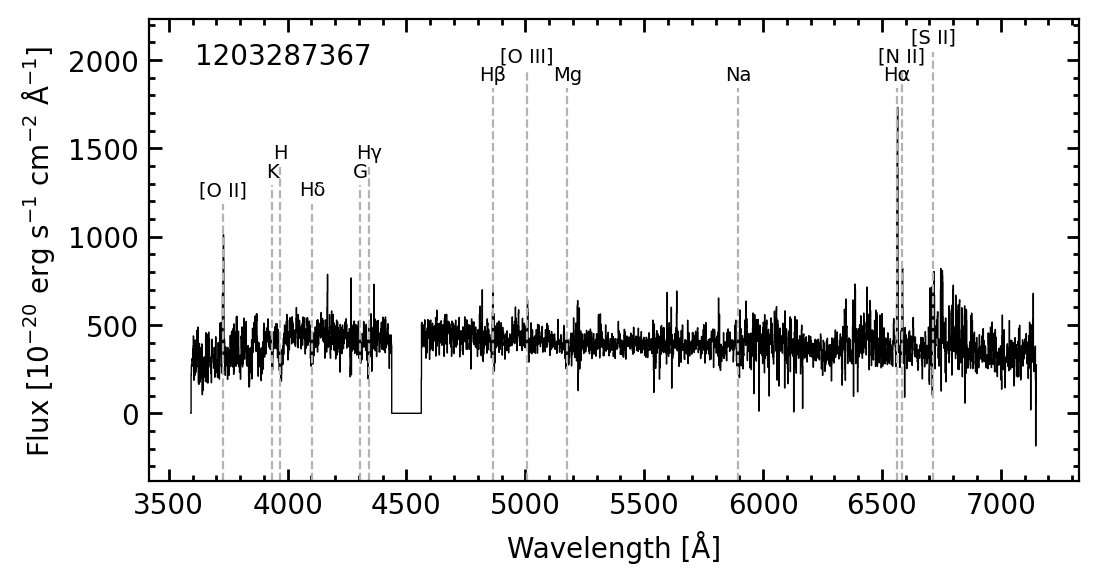 1203287367
[S II]
[O III]
[N II]
Hβ
Mg
Na
Hα
H
Hγ
K
G
[O II]
Hδ
2000
1500
1000
500
0
Flux [10⁻²⁰ erg s⁻¹ cm⁻² Å⁻¹]
3500 4000 4500 5000 5500 6000 6500 7000
Wavelength [Å]